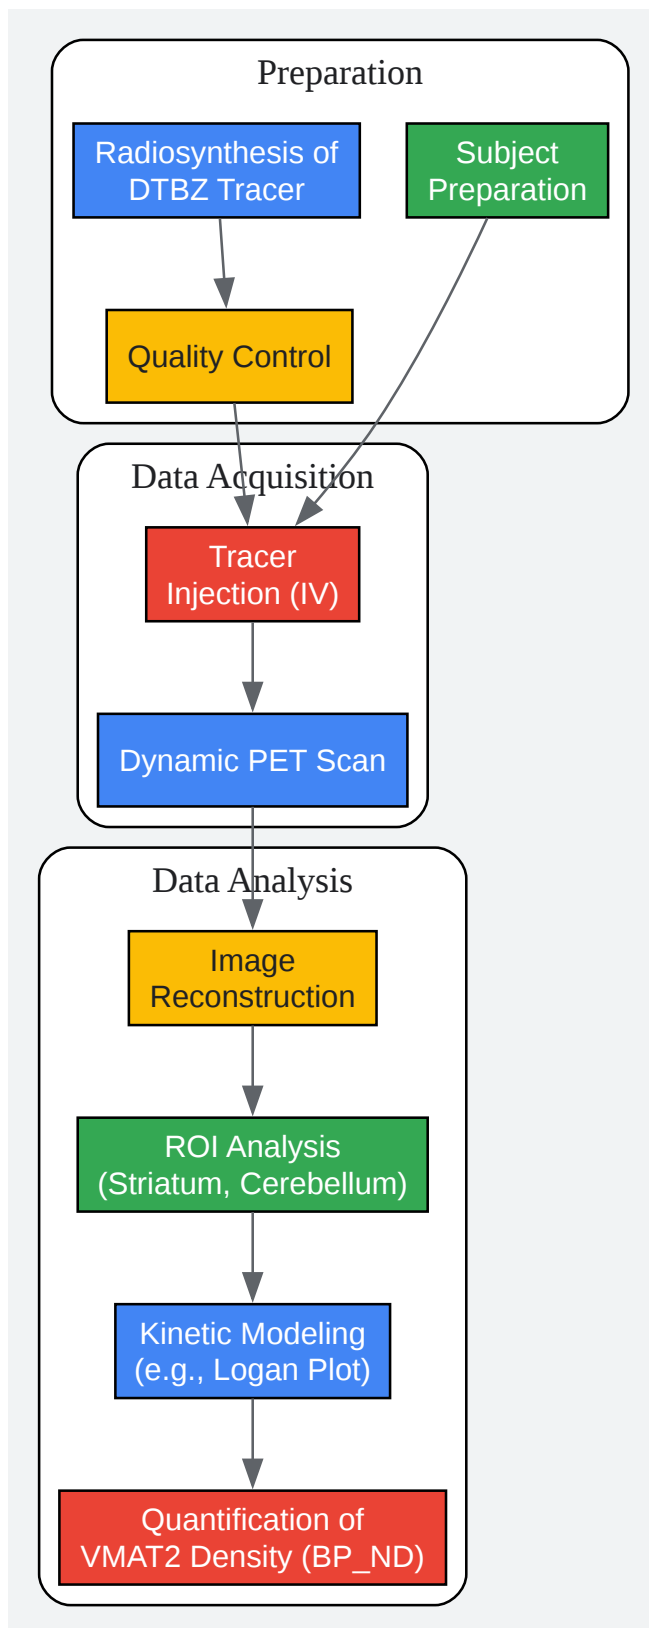 Preparation
Radiosynthesis of
DTBZ Tracer
Subject
Preparation
Quality Control
Data Acquisition
Tracer
Injection (IV)
Dynamic PET Scan
Data Analysis
Image
Reconstruction
ROI Analysis
(Striatum, Cerebellum)
Kinetic Modeling
(e.g., Logan Plot)
Quantification of
VMAT2 Density (BP_ND)